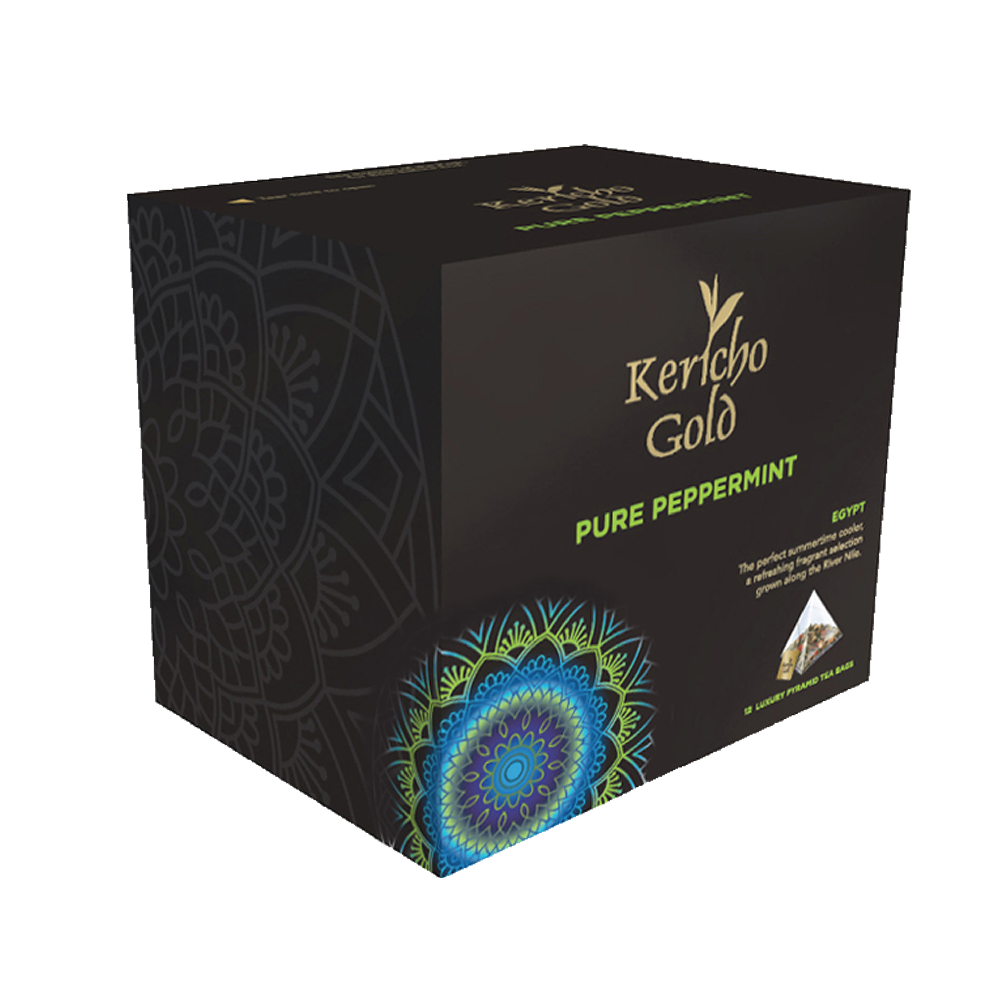 Kericho
Gold
PURE PEPPERMINT
Kericho
Gold
PURE PEPPERMINT
EGYPT
The perfect summertime cooler,
a refreshing fragrant selection
grown along the River Nile.
12 LUXURY PYRAMID TEA BAGS